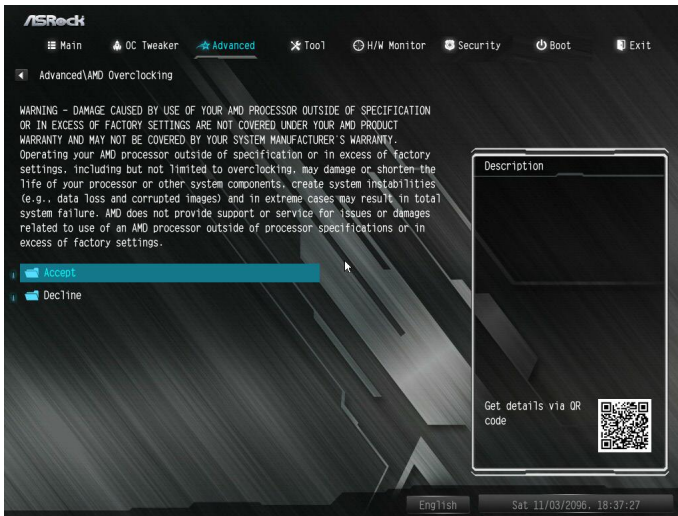 ASRock
Main OC Tweaker Advanced Tool H/W Monitor Security Boot Exit
Advanced\AMD Overclocking
WARNING - DAMAGE CAUSED BY USE OF YOUR AMD PROCESSOR OUTSIDE OF SPECIFICATION
OR IN EXCESS OF FACTORY SETTINGS ARE NOT COVERED UNDER YOUR AMD PRODUCT
WARRANTY AND MAY NOT BE COVERED BY YOUR SYSTEM MANUFACTURER'S WARRANTY.
Operating your AMD processor outside of specification or in excess of factory
settings, including but not limited to overclocking, may damage or shorten the
life of your processor or other system components, create system instabilities
(e.g., data loss and corrupted images) and in extreme cases may result in total
system failure. AMD does not provide support or service for issues or damages
related to use of an AMD processor outside of processor specifications or in
excess of factory settings.
Accept
Decline
Description
Get details via QR
code
English
Sat 11/03/2096, 18:37:27